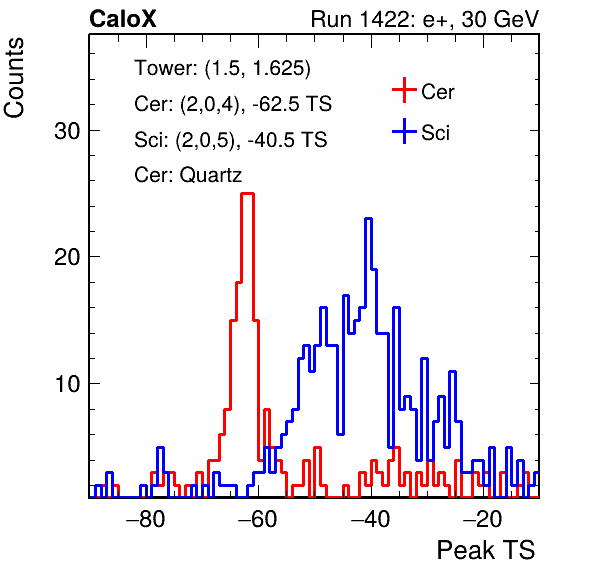 CaloX Run 1422: e+, 30 GeV
Counts
Tower: (1.5, 1.625)
Cer: (2,0,4), -62.5 TS
Sci: (2,0,5), -40.5 TS
Cer: Quartz
Cer
Sci
30
20
10
−80 −60 −40 −20
Peak TS